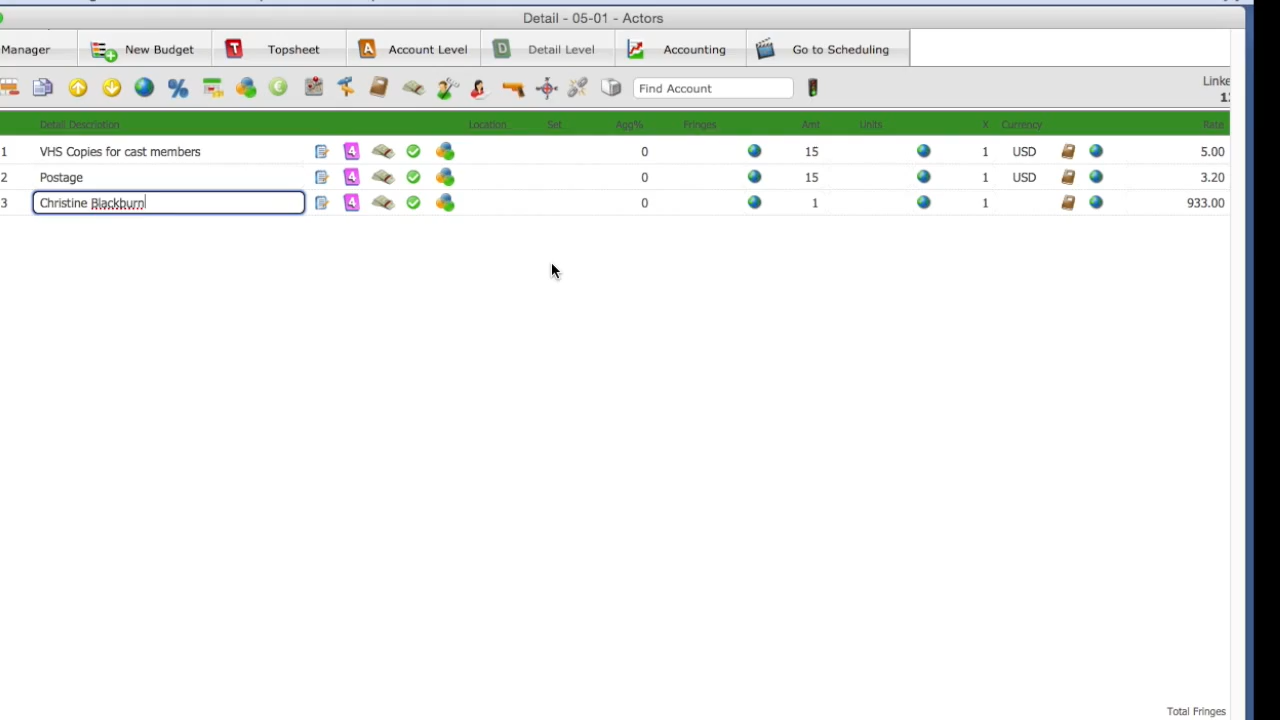 Detail - 05-01 - Actors
Manager New Budget T Topsheet A Account Level D Detail Level Accounting Go to Scheduling
Find Account Linke
Detail Description Location Set Agg% Fringes Amt Units X Currency Rate
1 VHS Copies for cast members 4 0 15 1 USD 5.00
2 Postage 4 0 15 1 USD 3.20
3 Christine Blackburn 4 0 1 1 933.00
Total Fringes